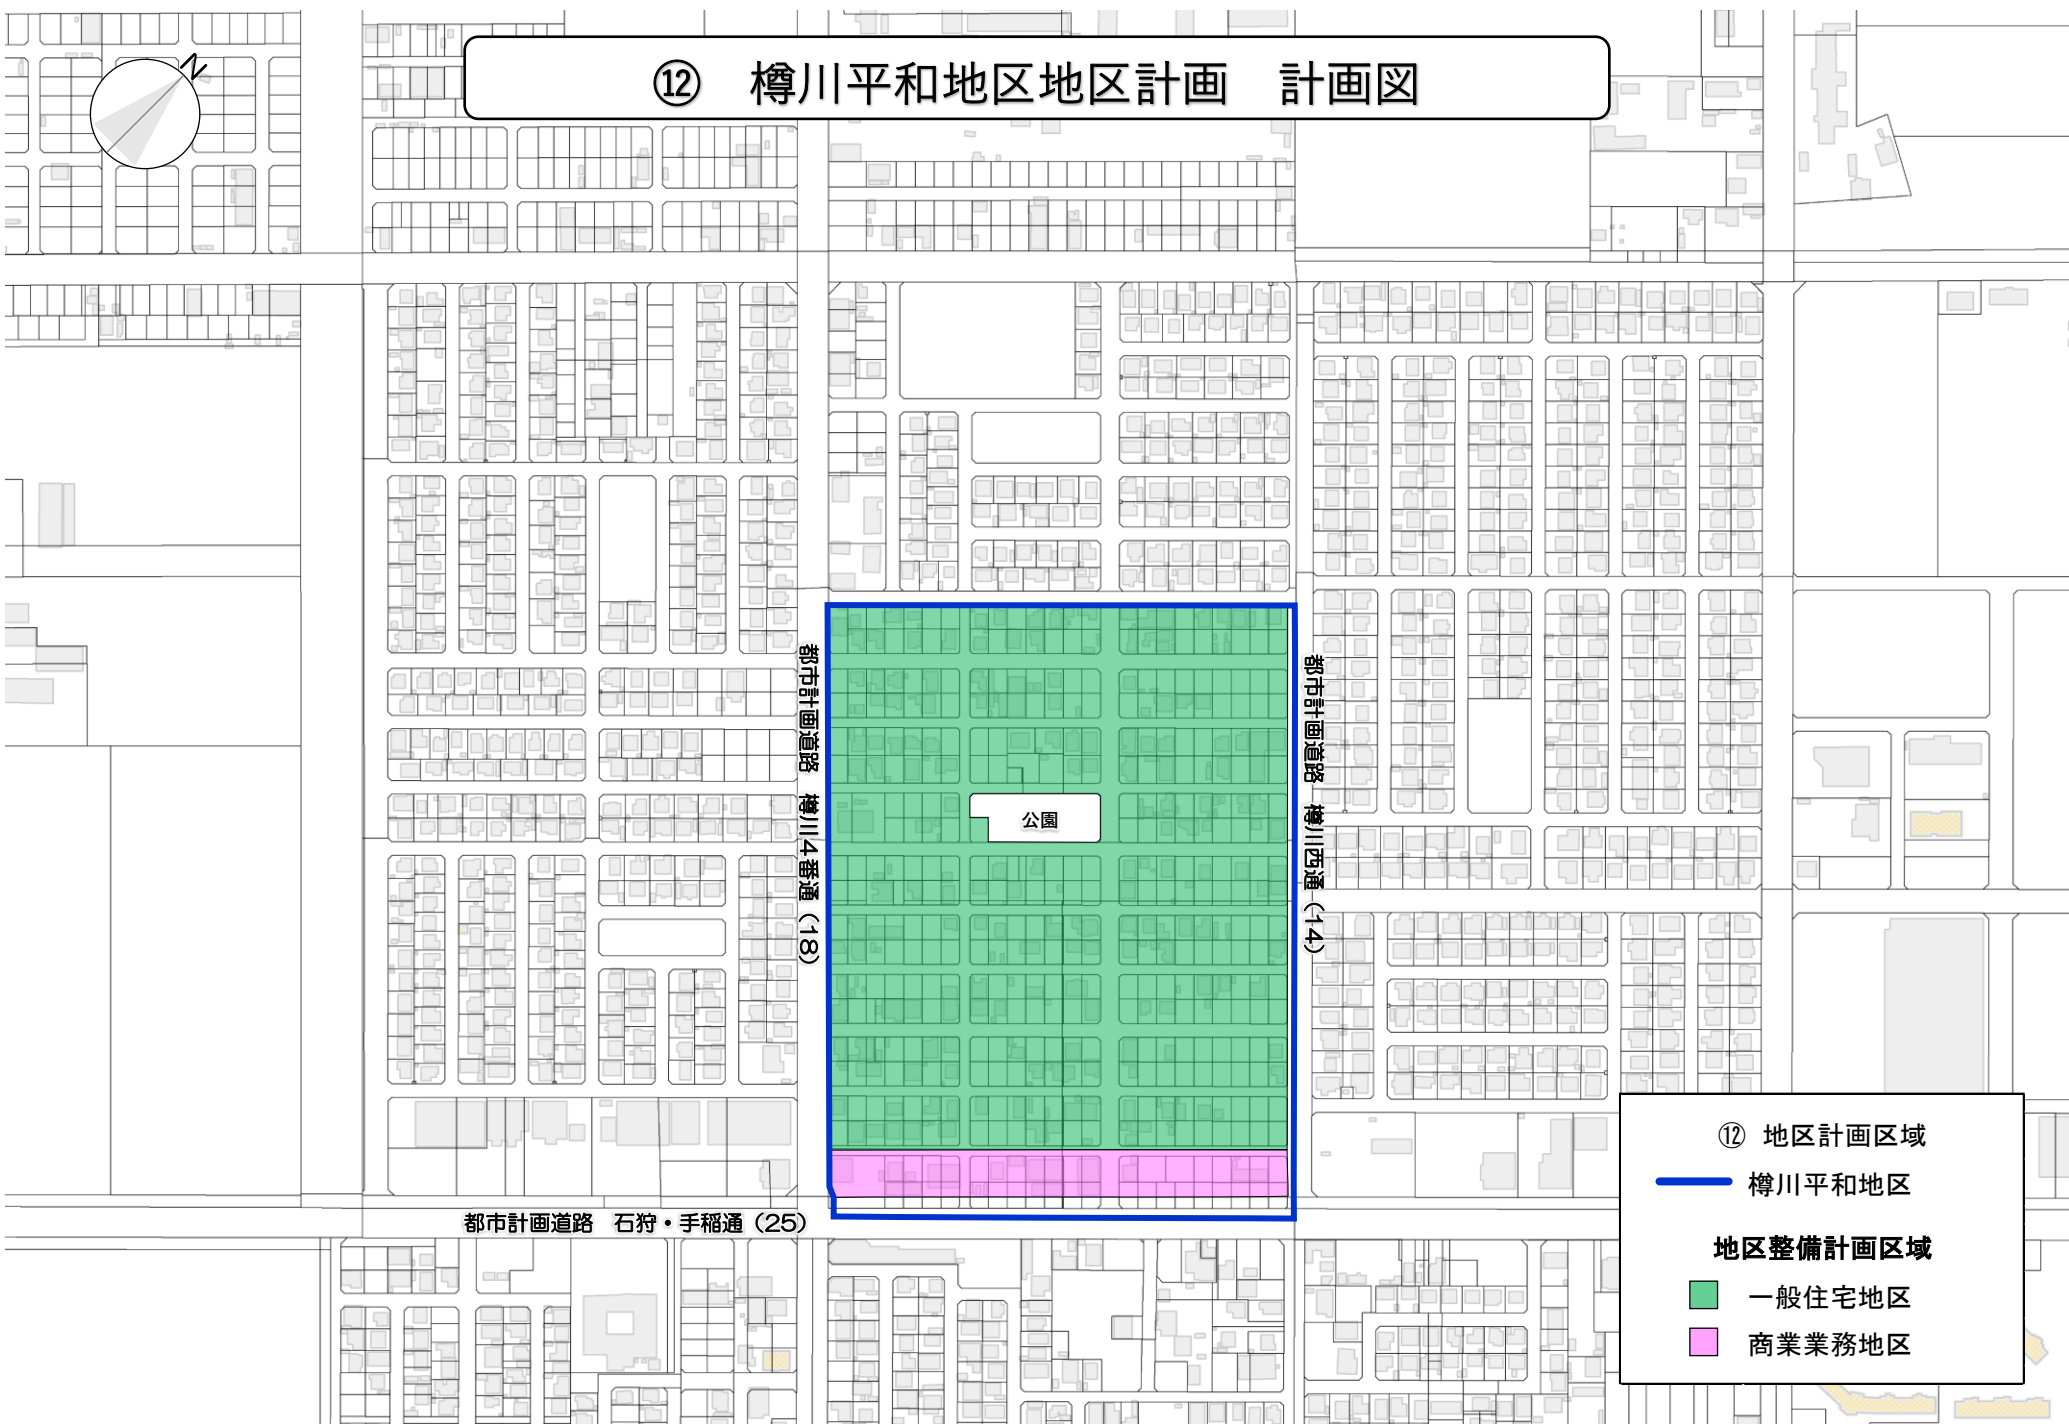 N
⑫　樽川平和地区地区計画　計画図
都市計画道路　樽川4番通（18）
都市計画道路　樽川西通（14）
公園
都市計画道路　石狩・手稲通（25）
⑫ 地区計画区域
樽川平和地区
地区整備計画区域
一般住宅地区
商業業務地区